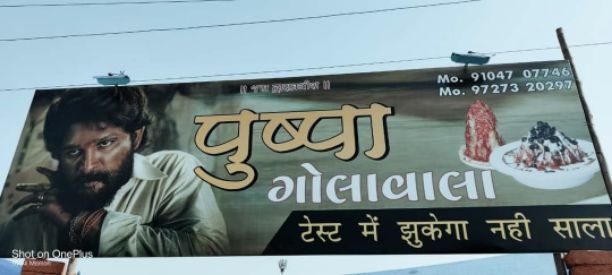 Mo. 91047 07746
Mo. 97273 20297
पुष्पा
ગોલાવાલા
टेस्ट में झुकेगा नही साला
Shot on OnePlus